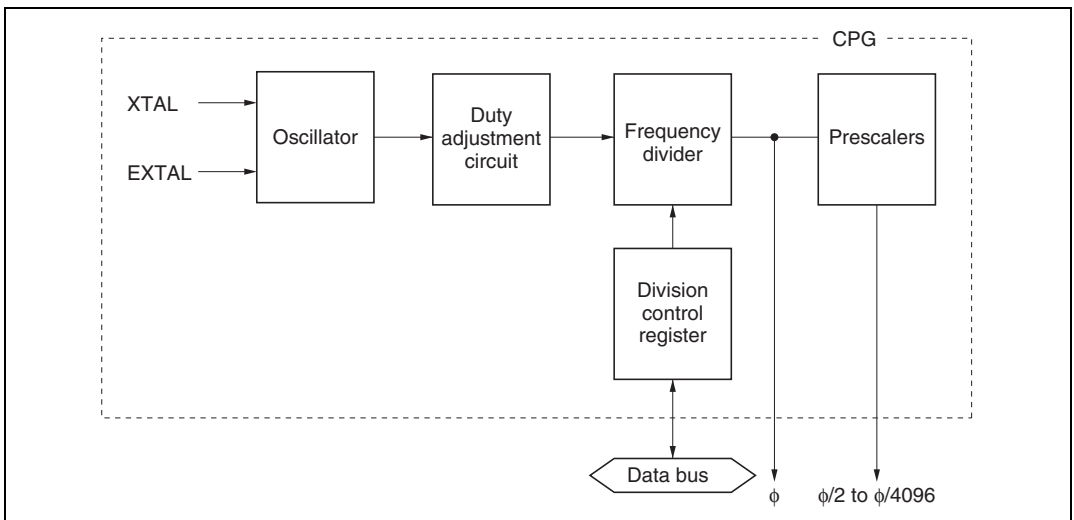 CPG
XTAL
EXTAL
Oscillator
Duty
adjustment
circuit
Frequency
divider
Prescalers
Division
control
register
Data bus
ϕ
ϕ/2 to ϕ/4096